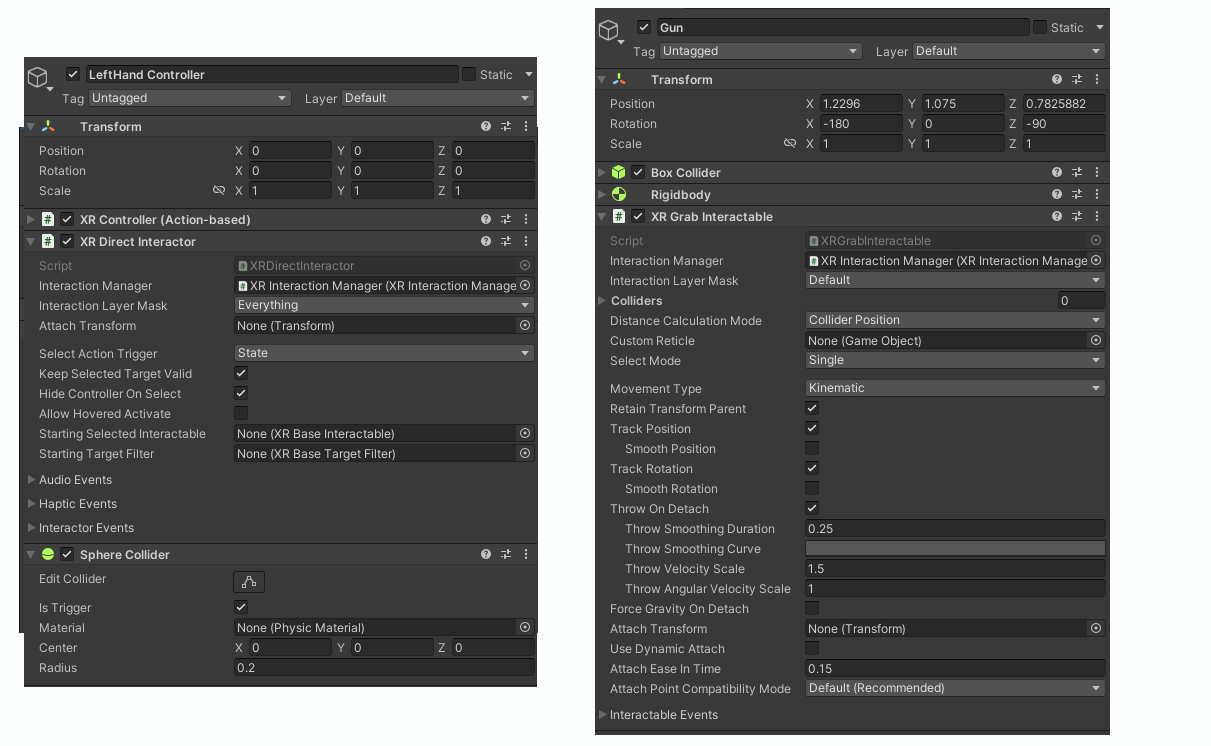 LeftHand Controller
Static
Tag Untagged Layer Default
Transform
Position X 0 Y 0 Z 0
Rotation X 0 Y 0 Z 0
Scale X 1 Y 1 Z 1
XR Controller (Action-based)
XR Direct Interactor
Script XRDirectInteractor
Interaction Manager XR Interaction Manager (XR Interaction Manage
Interaction Layer Mask Everything
Attach Transform None (Transform)
Select Action Trigger State
Keep Selected Target Valid
Hide Controller On Select
Allow Hovered Activate
Starting Selected Interactable None (XR Base Interactable)
Starting Target Filter None (XR Base Target Filter)
Audio Events
Haptic Events
Interactor Events
Sphere Collider
Edit Collider
Is Trigger
Material None (Physic Material)
Center X 0 Y 0 Z 0
Radius 0.2
Gun
Static
Tag Untagged Layer Default
Transform
Position X 1.2296 Y 1.075 Z 0.7825882
Rotation X -180 Y 0 Z -90
Scale X 1 Y 1 Z 1
Box Collider
Rigidbody
XR Grab Interactable
Script XRGrabInteractable
Interaction Manager XR Interaction Manager (XR Interaction Manage
Interaction Layer Mask Default
Colliders 0
Distance Calculation Mode Collider Position
Custom Reticle None (Game Object)
Select Mode Single
Movement Type Kinematic
Retain Transform Parent
Track Position
Smooth Position
Track Rotation
Smooth Rotation
Throw On Detach
Throw Smoothing Duration 0.25
Throw Smoothing Curve
Throw Velocity Scale 1.5
Throw Angular Velocity Scale 1
Force Gravity On Detach
Attach Transform None (Transform)
Use Dynamic Attach
Attach Ease In Time 0.15
Attach Point Compatibility Mode Default (Recommended)
Interactable Events